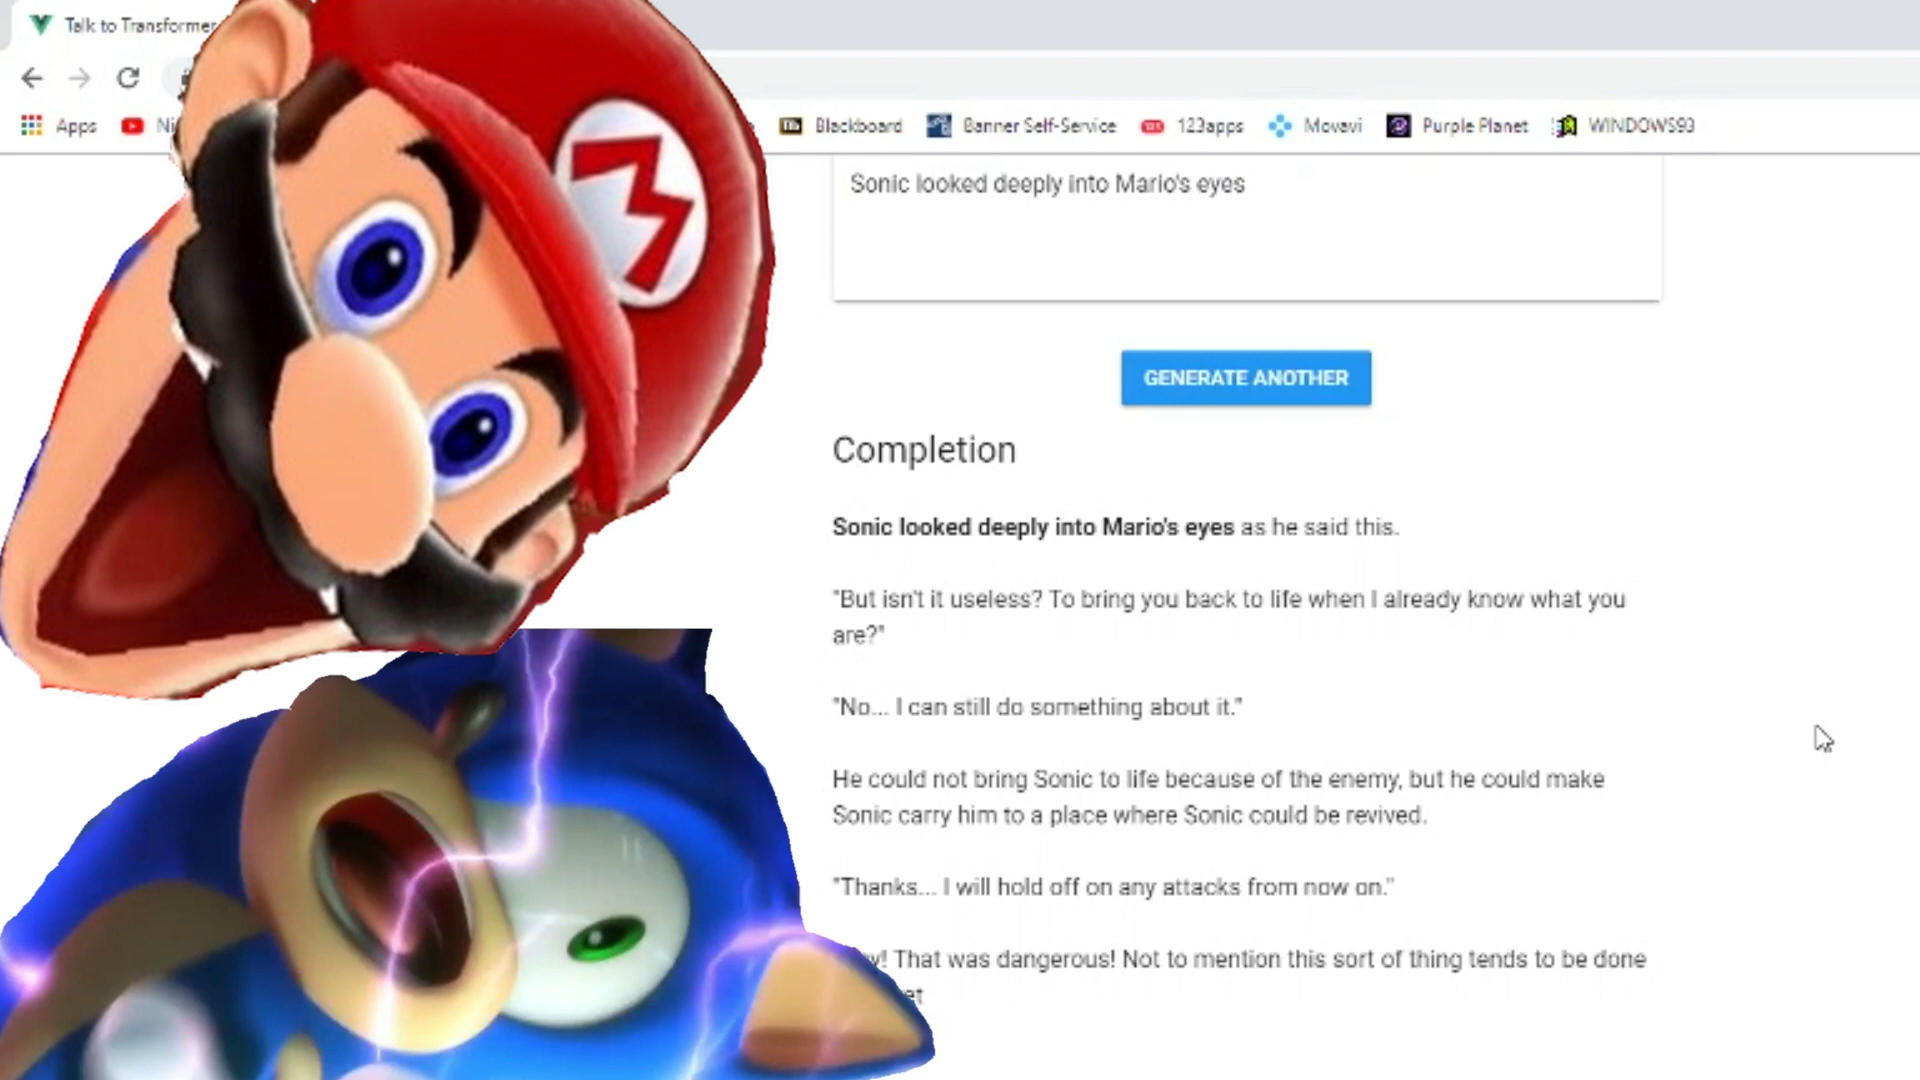 Talk to Transformer
Apps
Blackboard
Banner Self-Service
123apps
Movavi
Purple Planet
WINDOWS93
M
Sonic looked deeply into Mario's eyes
GENERATE ANOTHER
Completion
Sonic looked deeply into Mario's eyes as he said this.
"But isn't it useless? To bring you back to life when I already know what you
are?"
"No... I can still do something about it."
He could not bring Sonic to life because of the enemy, but he could make
Sonic carry him to a place where Sonic could be revived.
"Thanks... I will hold off on any attacks from now on."
That was dangerous! Not to mention this sort of thing tends to be done